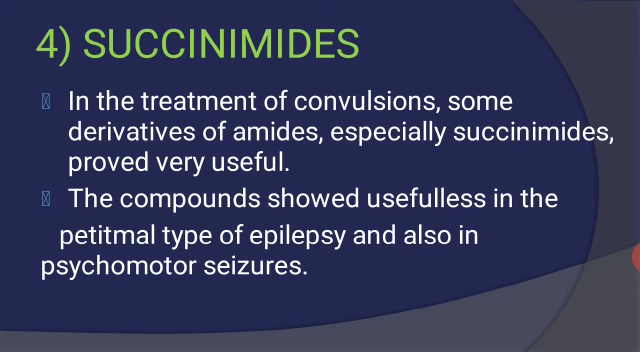 4) SUCCINIMIDES
In the treatment of convulsions, some
derivatives of amides, especially succinimides,
proved very useful.
The compounds showed usefulless in the
petitmal type of epilepsy and also in
psychomotor seizures.